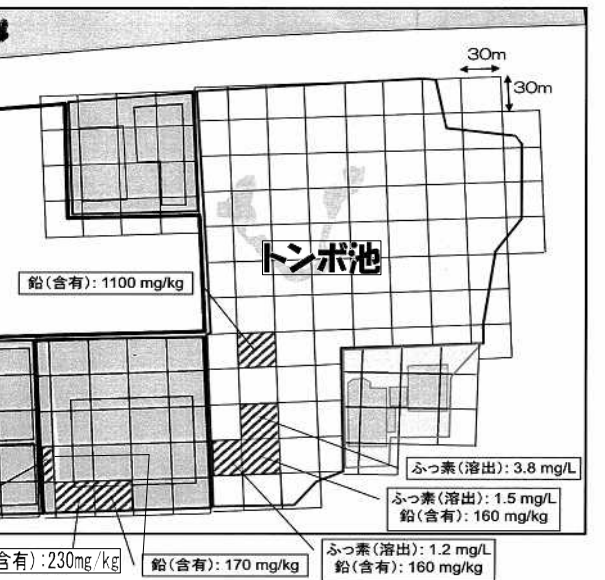 30m
30m
トンボ池
鉛(含有): 1100 mg/kg
ふっ素(溶出): 3.8 mg/L
ふっ素(溶出): 1.5 mg/L
鉛(含有): 160 mg/kg
ふっ素(溶出): 1.2 mg/L
鉛(含有): 160 mg/kg
鉛(含有): 170 mg/kg
含有):230mg/kg